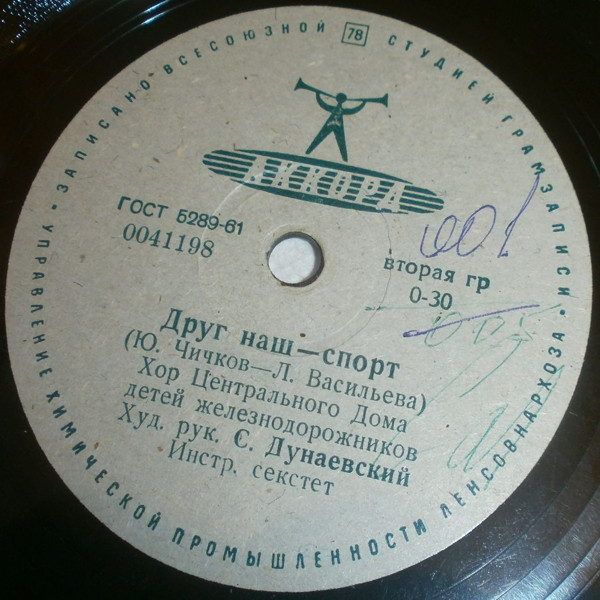 ЗАПИСАНО ВСЕСОЮЗНОЙ 78 СТУДИЕЙ ГРАМЗАПИСИ
АККОРД
ГОСТ 5289-61
0041198
вторая гр
0-30
Друг наш—спорт
(Ю. Чичков—Л. Васильева)
Хор Центрального Дома
детей железнодорожников
Худ. рук. С. Дунаевский
Инстр. секстет
УПРАВЛЕНИЕ ХИМИЧЕСКОЙ ПРОМЫШЛЕННОСТИ ЛЕНСОВНАРХОЗА